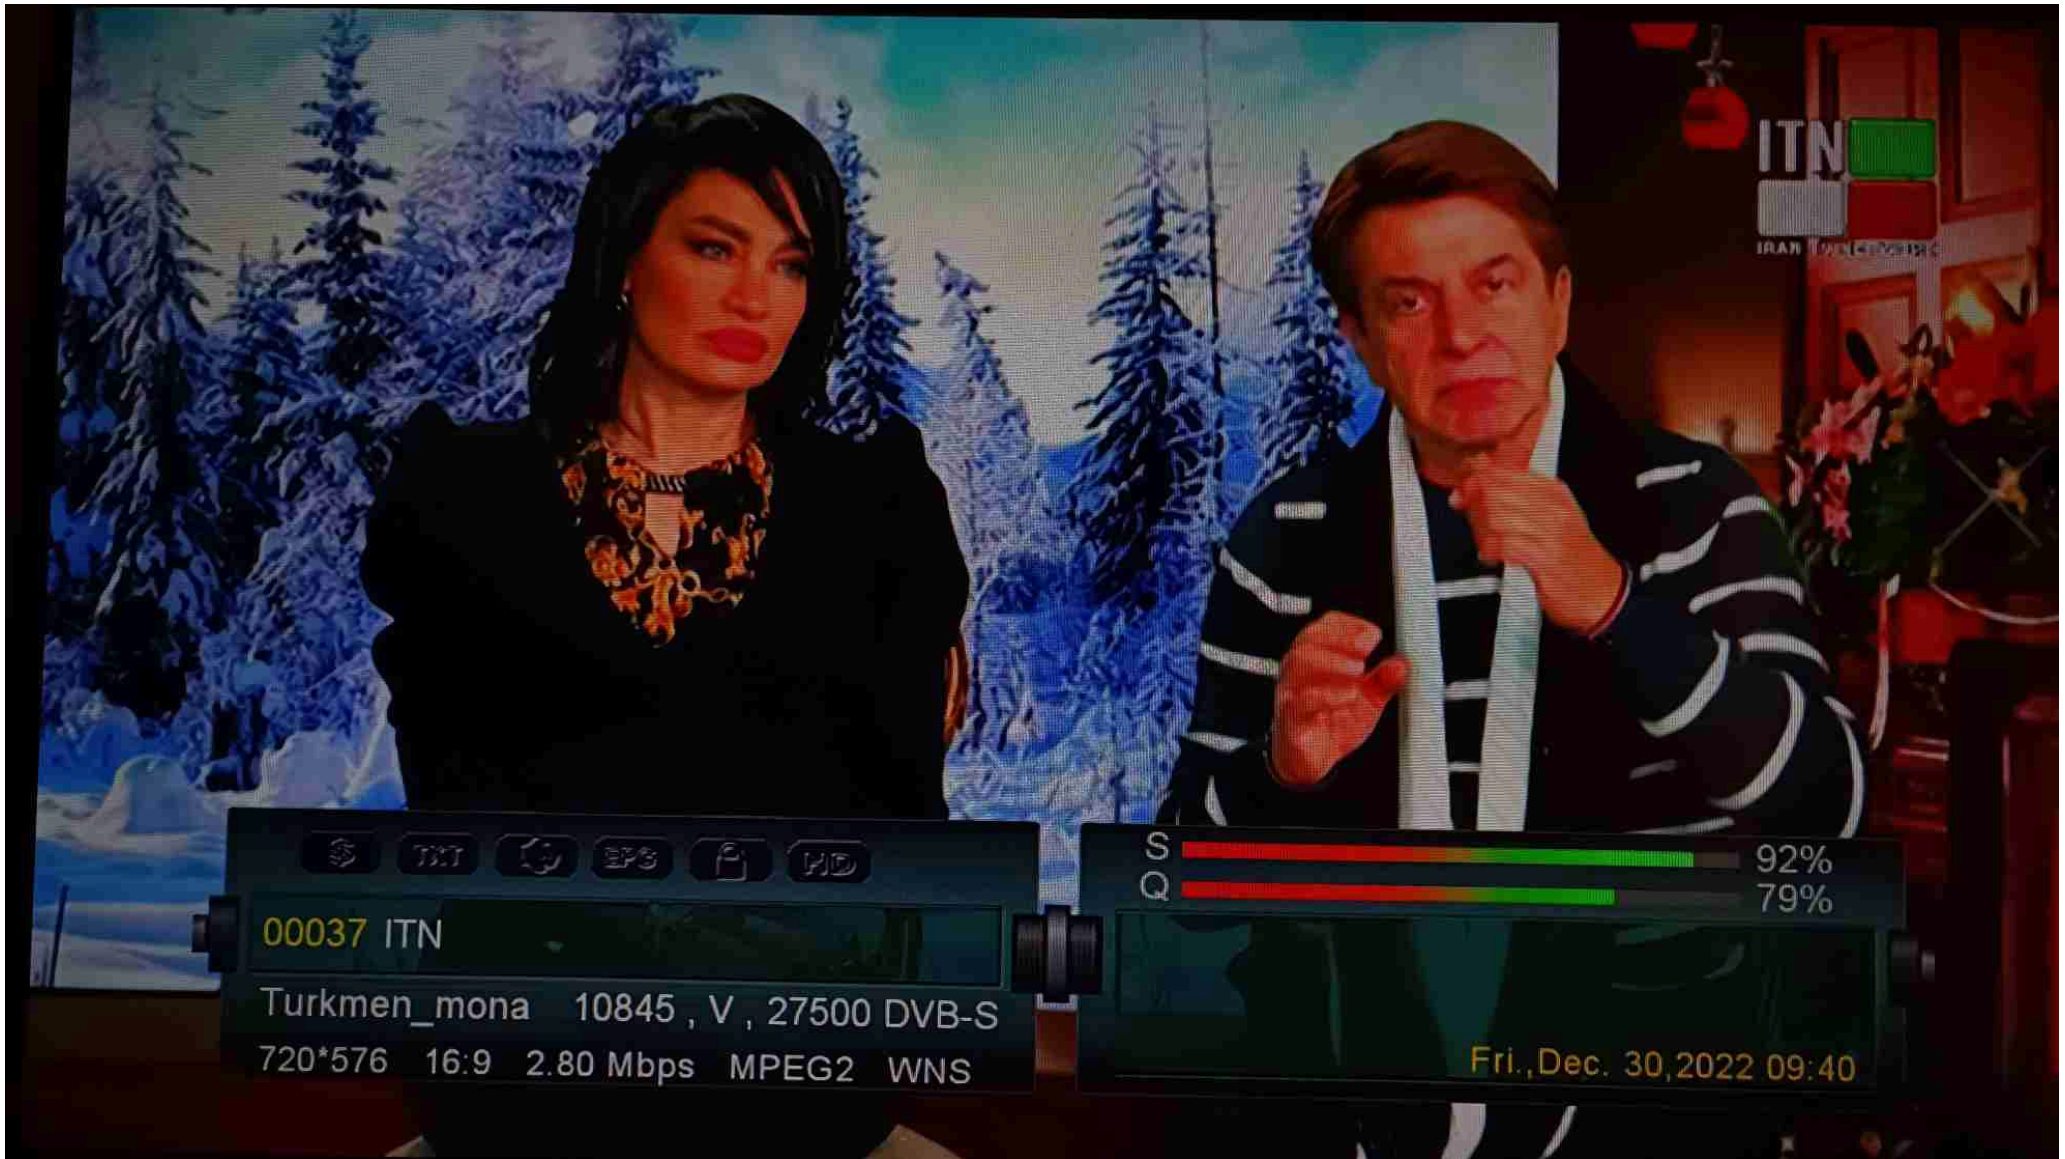 ITN
IRAN
$ TXT EPG HD
S 92%
Q 79%
00037 ITN
Turkmen_mona 10845 , V , 27500 DVB-S
720*576 16:9 2.80 Mbps MPEG2 WNS
Fri.,Dec. 30,2022 09:40